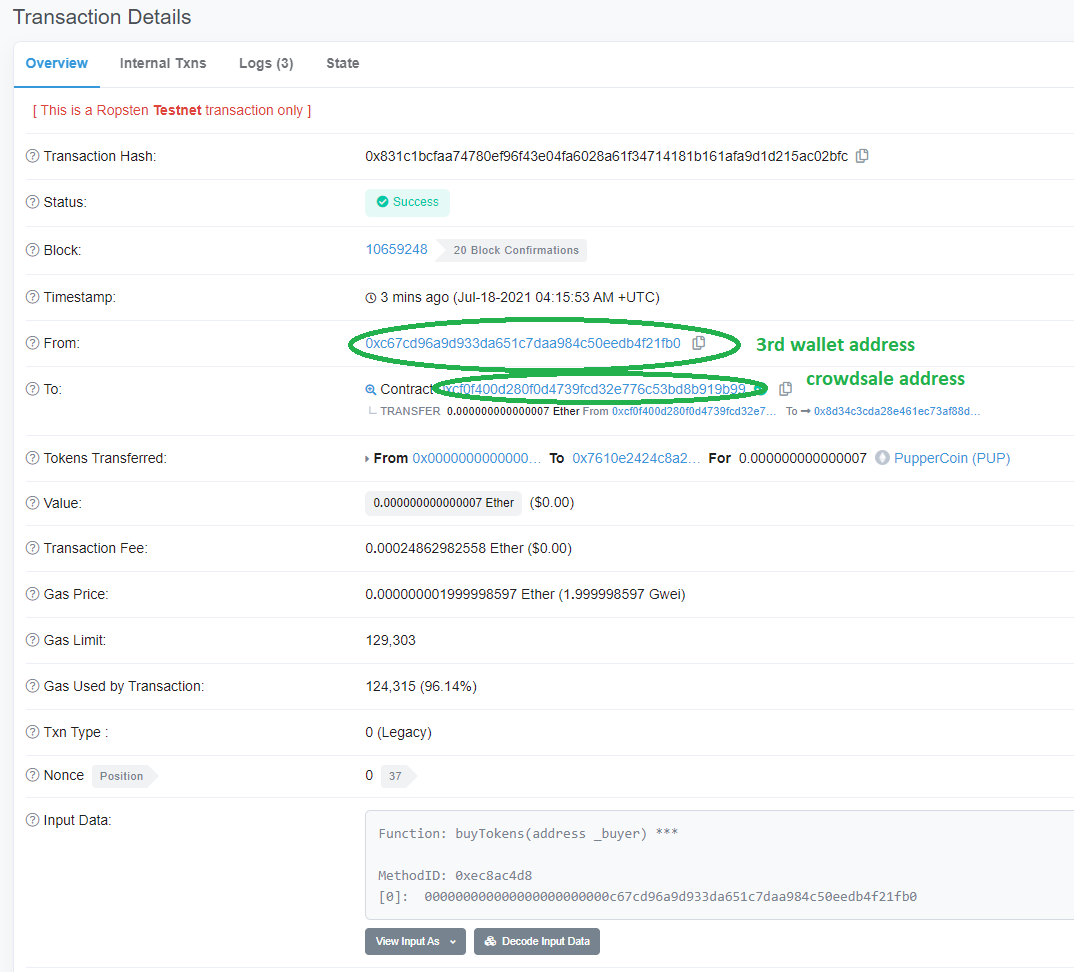 Transaction Details
Overview Internal Txns Logs (3) State
[ This is a Ropsten Testnet transaction only ]
Transaction Hash: 0x831c1bcfaa74780ef96f43e04fa6028a61f34714181b161afa9d1d215ac02bfc
Status: Success
Block: 10659248 20 Block Confirmations
Timestamp: 3 mins ago (Jul-18-2021 04:15:53 AM +UTC)
From: 0xc67cd96a9d933da651c7daa984c50eedb4f21fb0 3rd wallet address
crowdsale address
To: Contract 0xcf0f400d280f0d4739fcd32e776c53bd8b919b99
TRANSFER 0.000000000000007 Ether From 0xcf0f400d280f0d4739fcd32e7... To → 0x8d34c3cda28e461ec73af88d...
Tokens Transferred: From 0x0000000000000... To 0x7610e2424c8a2... For 0.000000000000007 PupperCoin (PUP)
Value: 0.000000000000007 Ether ($0.00)
Transaction Fee: 0.00024862982558 Ether ($0.00)
Gas Price: 0.000000001999998597 Ether (1.999998597 Gwei)
Gas Limit: 129,303
Gas Used by Transaction: 124,315 (96.14%)
Txn Type : 0 (Legacy)
Nonce Position 0 37
Input Data:
Function: buyTokens(address _buyer) ***
MethodID: 0xec8ac4d8
[0]: 000000000000000000000000c67cd96a9d933da651c7daa984c50eedb4f21fb0
View Input As Decode Input Data